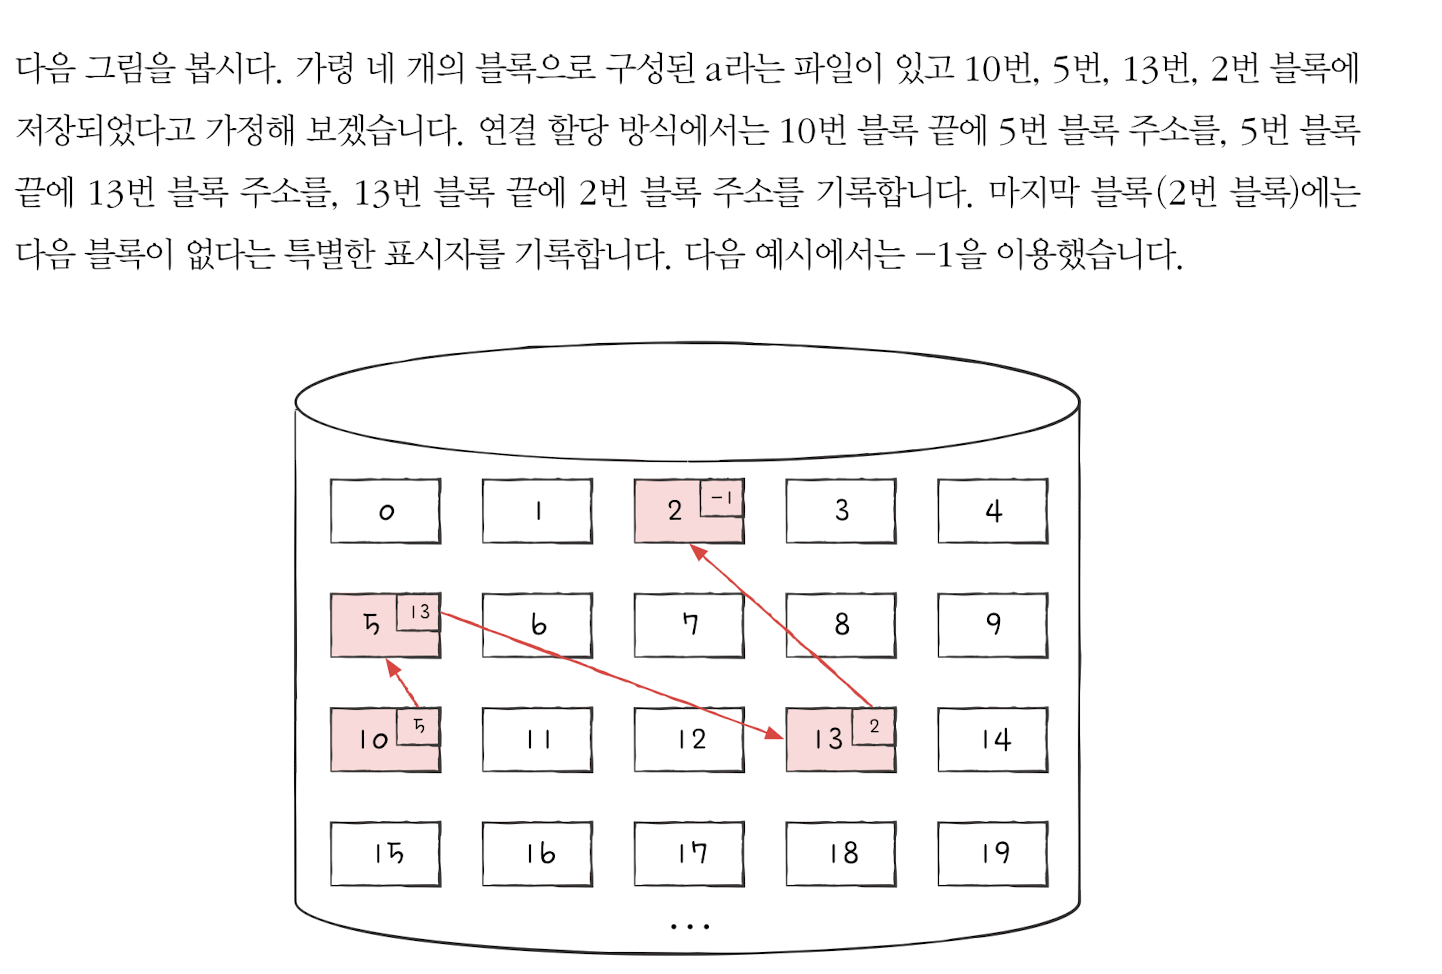 다음 그림을 봅시다. 가령 네 개의 블록으로 구성된 a라는 파일이 있고 10번, 5번, 13번, 2번 블록에
저장되었다고 가정해 보겠습니다. 연결 할당 방식에서는 10번 블록 끝에 5번 블록 주소를, 5번 블록
끝에 13번 블록 주소를, 13번 블록 끝에 2번 블록 주소를 기록합니다. 마지막 블록(2번 블록)에는
다음 블록이 없다는 특별한 표시자를 기록합니다. 다음 예시에서는 −1을 이용했습니다.
0 1 2 −1 3 4
5 13 6 7 8 9
10 5 11 12 13 2 14
15 16 17 18 19
...